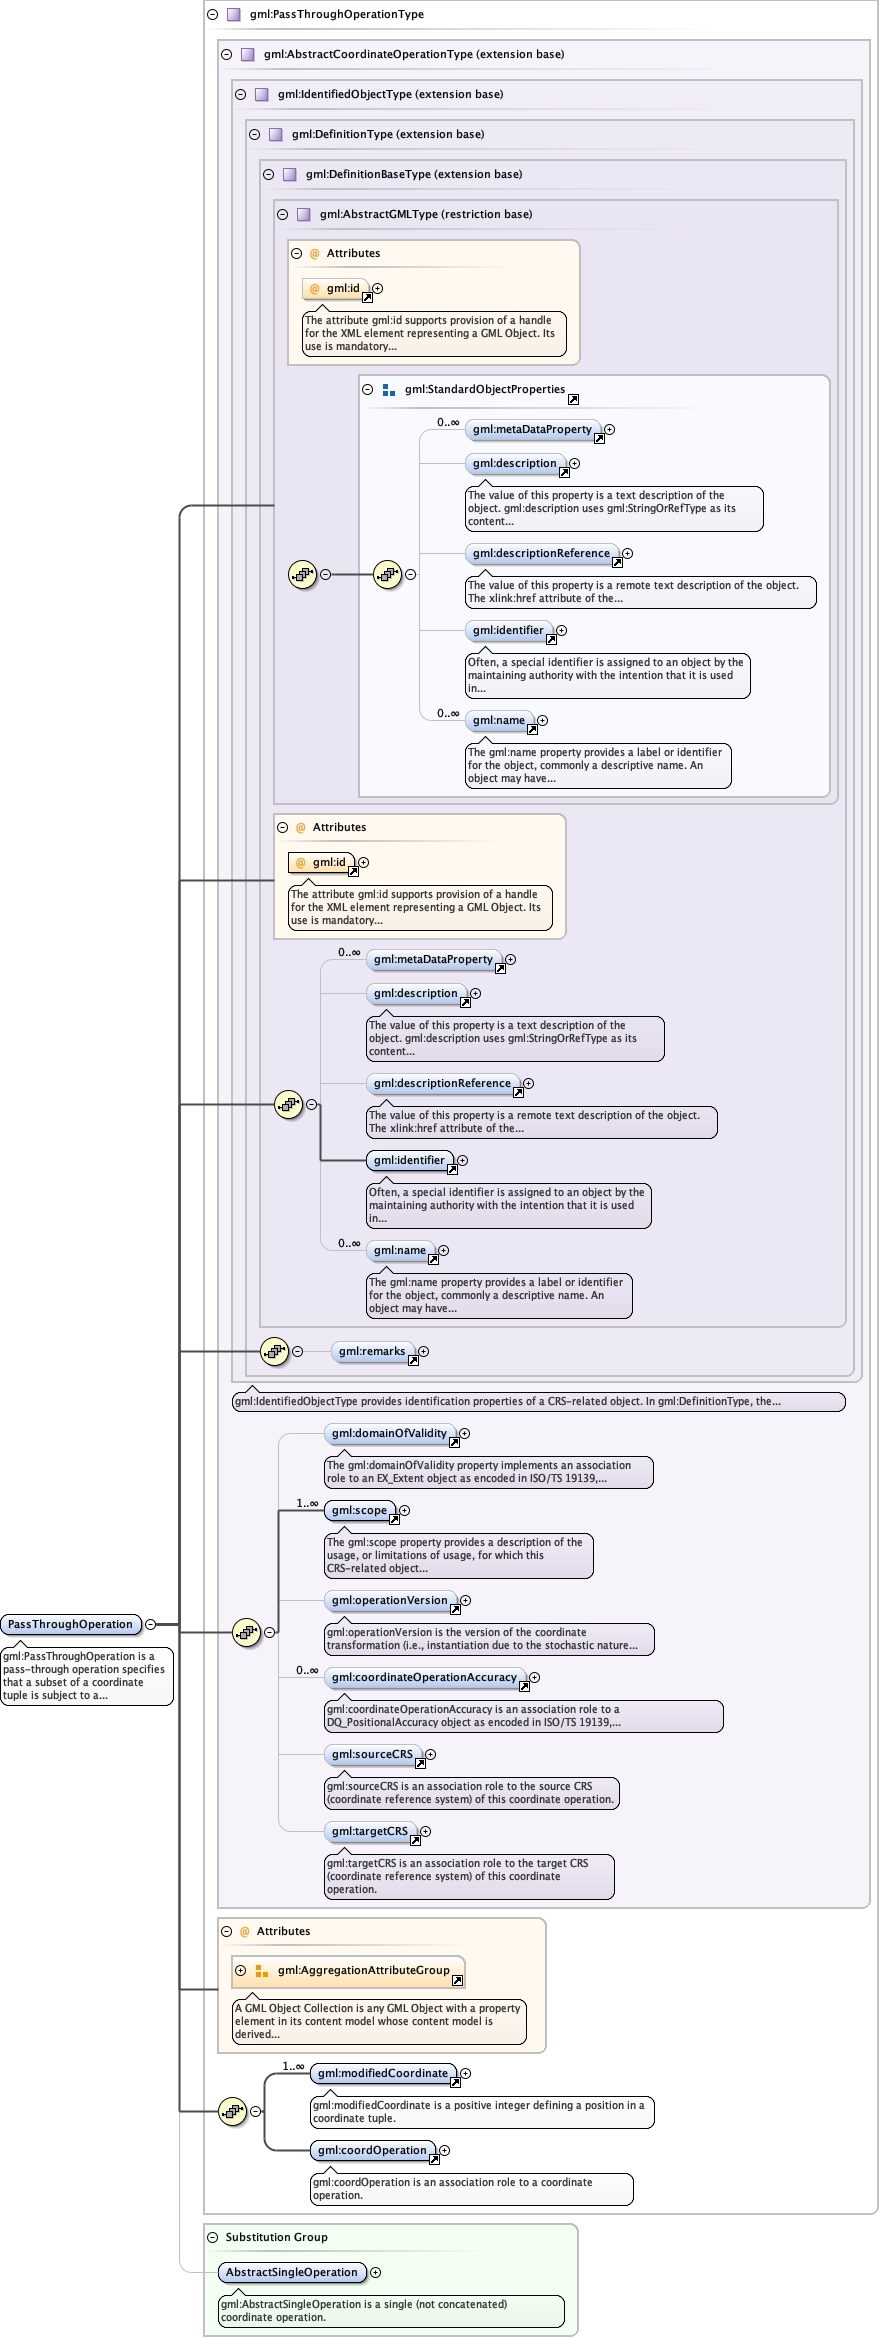 gml:PassThroughOperationType
gml:AbstractCoordinateOperationType (extension base)
gml:IdentifiedObjectType (extension base)
gml:DefinitionType (extension base)
gml:DefinitionBaseType (extension base)
gml:AbstractGMLType (restriction base)
@ Attributes
@ gml:id
The attribute gml:id supports provision of a handle
for the XML element representing a GML Object. Its
use is mandatory...
gml:StandardObjectProperties
0..∞
gml:metaDataProperty
gml:description
The value of this property is a text description of the
object. gml:description uses gml:StringOrRefType as its
content...
gml:descriptionReference
The value of this property is a remote text description of the object.
The xlink:href attribute of the...
gml:identifier
Often, a special identifier is assigned to an object by the
maintaining authority with the intention that it is used
in...
0..∞
gml:name
The gml:name property provides a label or identifier
for the object, commonly a descriptive name. An
object may have...
@ Attributes
@ gml:id
The attribute gml:id supports provision of a handle
for the XML element representing a GML Object. Its
use is mandatory...
0..∞
gml:metaDataProperty
gml:description
The value of this property is a text description of the
object. gml:description uses gml:StringOrRefType as its
content...
gml:descriptionReference
The value of this property is a remote text description of the object.
The xlink:href attribute of the...
gml:identifier
Often, a special identifier is assigned to an object by the
maintaining authority with the intention that it is used
in...
0..∞
gml:name
The gml:name property provides a label or identifier
for the object, commonly a descriptive name. An
object may have...
gml:remarks
gml:IdentifiedObjectType provides identification properties of a CRS-related object. In gml:DefinitionType, the...
gml:domainOfValidity
The gml:domainOfValidity property implements an association
role to an EX_Extent object as encoded in ISO/TS 19139,...
1..∞
gml:scope
The gml:scope property provides a description of the
usage, or limitations of usage, for which this
CRS-related object...
gml:operationVersion
gml:operationVersion is the version of the coordinate
transformation (i.e., instantiation due to the stochastic nature...
PassThroughOperation
gml:PassThroughOperation is a
pass-through operation specifies
that a subset of a coordinate
tuple is subject to a...
0..∞
gml:coordinateOperationAccuracy
gml:coordinateOperationAccuracy is an association role to a
DQ_PositionalAccuracy object as encoded in ISO/TS 19139,...
gml:sourceCRS
gml:sourceCRS is an association role to the source CRS
(coordinate reference system) of this coordinate operation.
gml:targetCRS
gml:targetCRS is an association role to the target CRS
(coordinate reference system) of this coordinate
operation.
@ Attributes
gml:AggregationAttributeGroup
A GML Object Collection is any GML Object with a property
element in its content model whose content model is
derived...
1..∞
gml:modifiedCoordinate
gml:modifiedCoordinate is a positive integer defining a position in a
coordinate tuple.
gml:coordOperation
gml:coordOperation is an association role to a coordinate
operation.
Substitution Group
AbstractSingleOperation
gml:AbstractSingleOperation is a single (not concatenated)
coordinate operation.